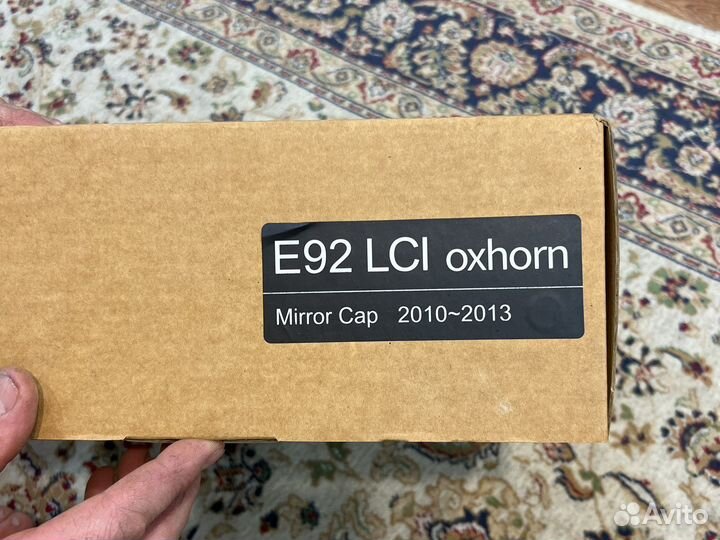 E92 LCI oxhorn
Mirror Cap 2010~2013
Avito